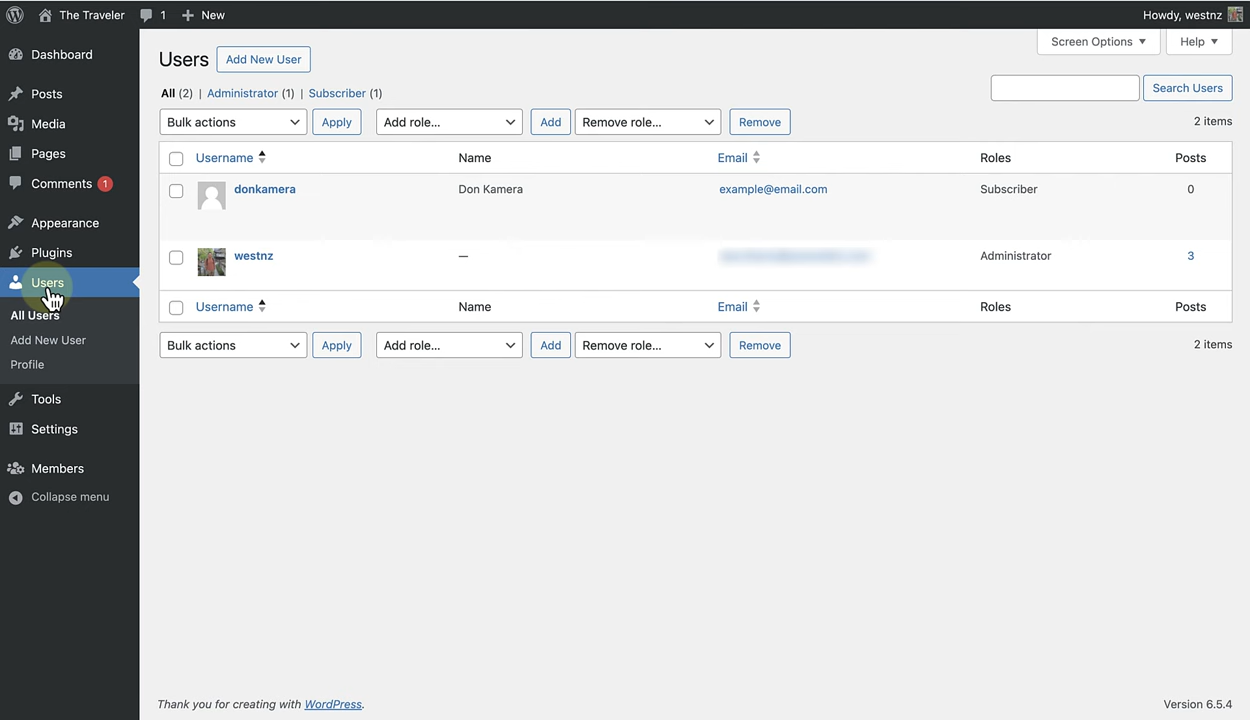 The Traveler 1 New Howdy, westnz
Screen Options Help
Dashboard
Posts
Media
Pages
Comments 1
Appearance
Plugins
Users
All Users
Add New User
Profile
Tools
Settings
Members
Collapse menu
Users Add New User
All (2) | Administrator (1) | Subscriber (1)
Search Users
Bulk actions Apply Add role... Add Remove role... Remove 2 items
Username Name Email Roles Posts
donkamera Don Kamera example@email.com Subscriber 0
westnz — Administrator 3
Username Name Email Roles Posts
Bulk actions Apply Add role... Add Remove role... Remove 2 items
Thank you for creating with WordPress. Version 6.5.4